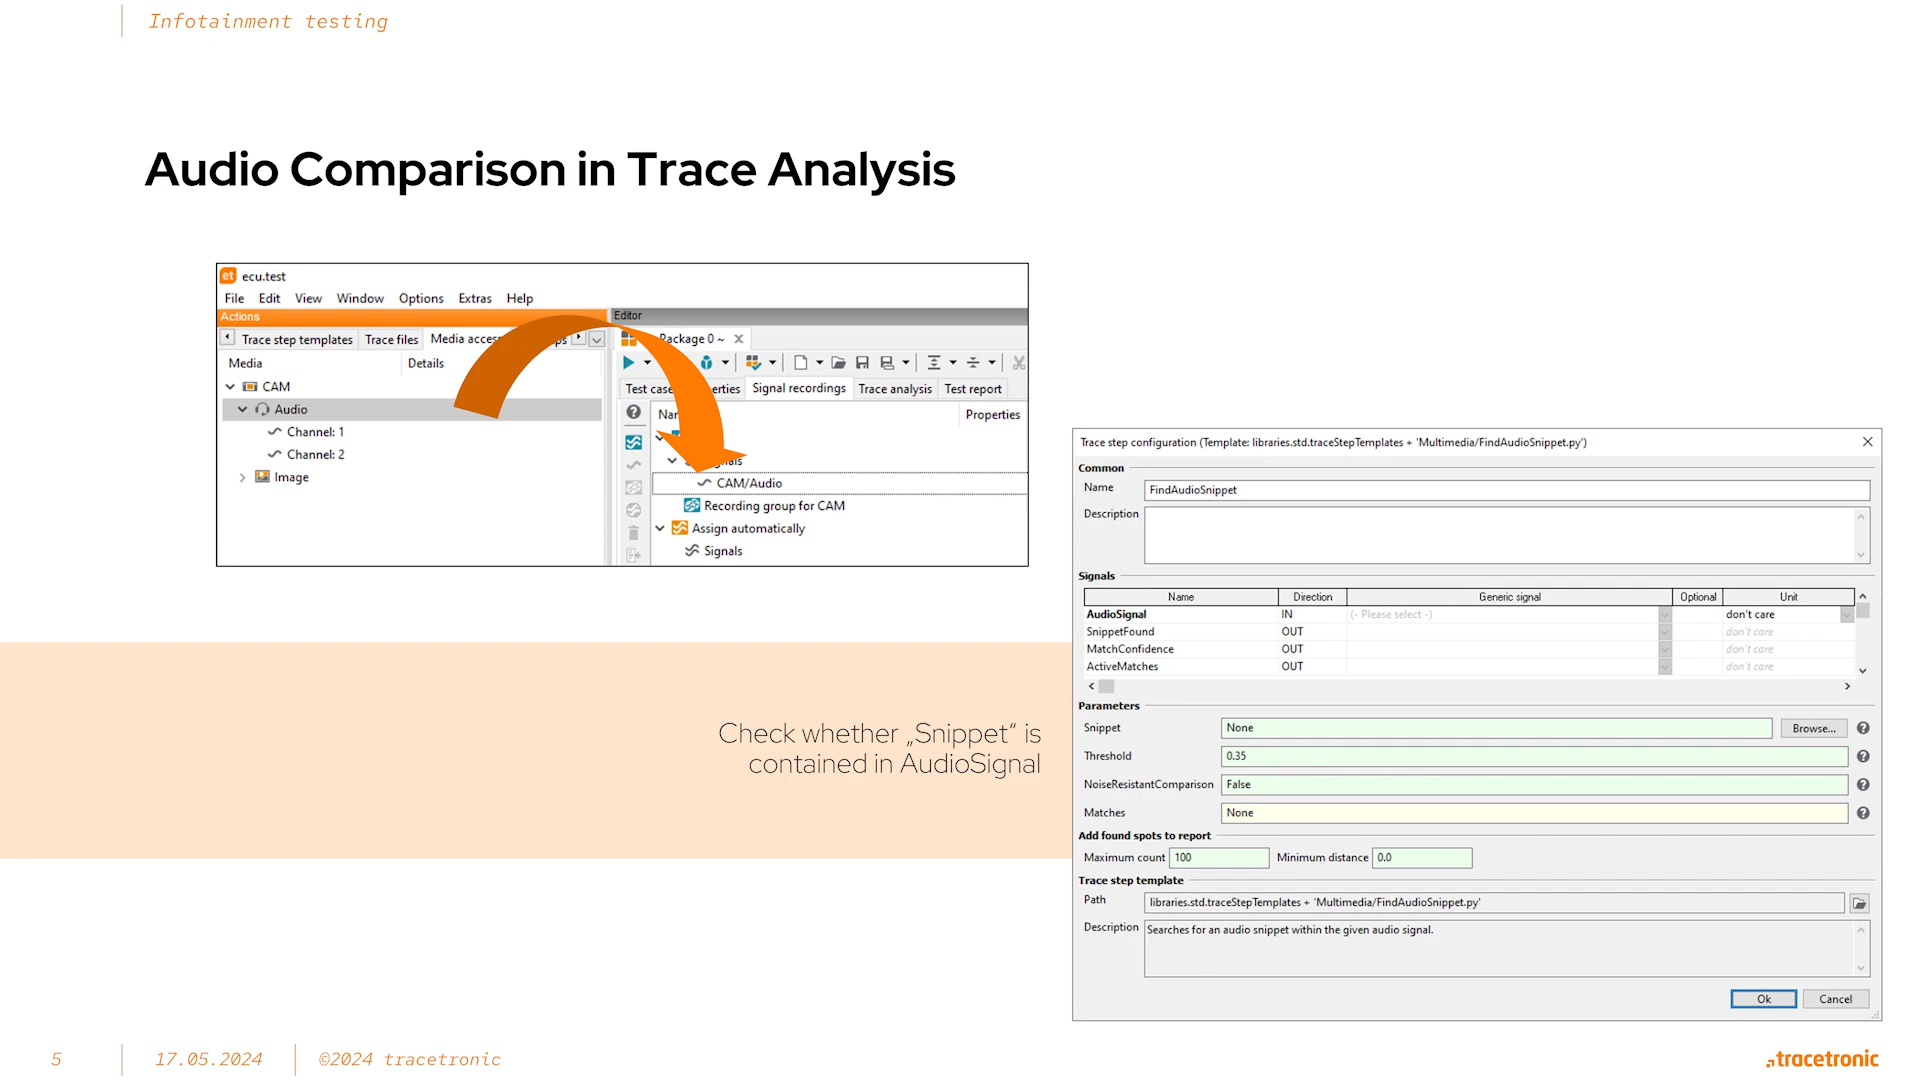 Infotainment testing
Audio Comparison in Trace Analysis
et ecu.test
File Edit View Window Options Extras Help
Actions
Trace step templates Trace files Media acces
Media Details
CAM
Audio
Channel: 1
Channel: 2
Image
Editor
Package 0 ~
Test case erties Signal recordings Trace analysis Test report
Properties
CAM/Audio
Recording group for CAM
Assign automatically
Signals
Check whether „Snippet“ is
contained in AudioSignal
Trace step configuration (Template: libraries.std.traceStepTemplates + 'Multimedia/FindAudioSnippet.py')
Common
Name FindAudioSnippet
Description
Signals
Name Direction Generic signal Optional Unit
AudioSignal IN (- Please select -) don't care
SnippetFound OUT don't care
MatchConfidence OUT don't care
ActiveMatches OUT don't care
Parameters
Snippet None Browse...
Threshold 0.35
NoiseResistantComparison False
Matches None
Add found spots to report
Maximum count 100 Minimum distance 0.0
Trace step template
Path libraries.std.traceStepTemplates + 'Multimedia/FindAudioSnippet.py'
Description Searches for an audio snippet within the given audio signal.
Ok Cancel
5 17.05.2024 ©2024 tracetronic
tracetronic